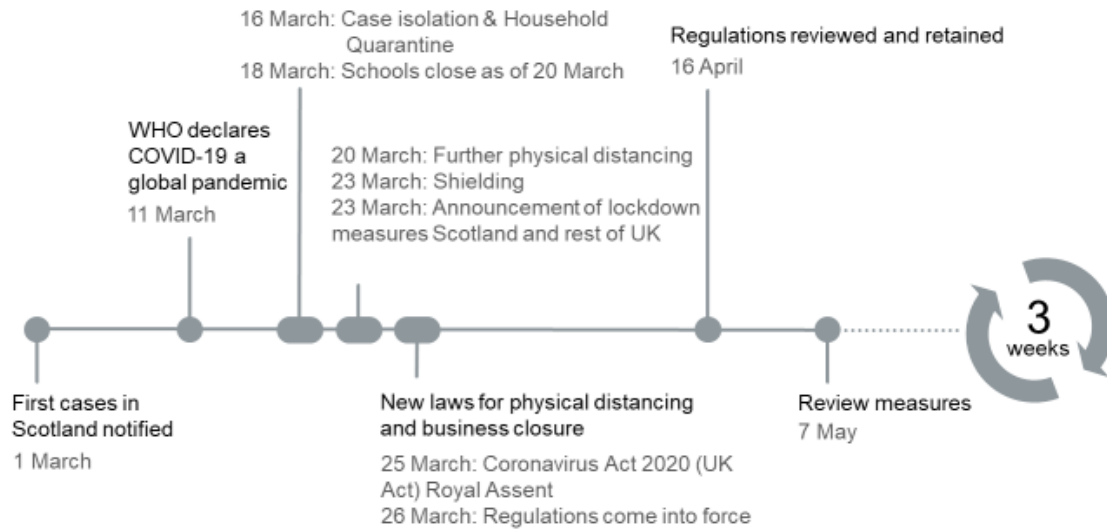 16 March: Case isolation & Household
Quarantine
18 March: Schools close as of 20 March
Regulations reviewed and retained
16 April
WHO declares
COVID-19 a
global pandemic
11 March
20 March: Further physical distancing
23 March: Shielding
23 March: Announcement of lockdown
measures Scotland and rest of UK
3
weeks
First cases in
Scotland notified
1 March
New laws for physical distancing
and business closure
25 March: Coronavirus Act 2020 (UK
Act) Royal Assent
26 March: Regulations come into force
Review measures
7 May